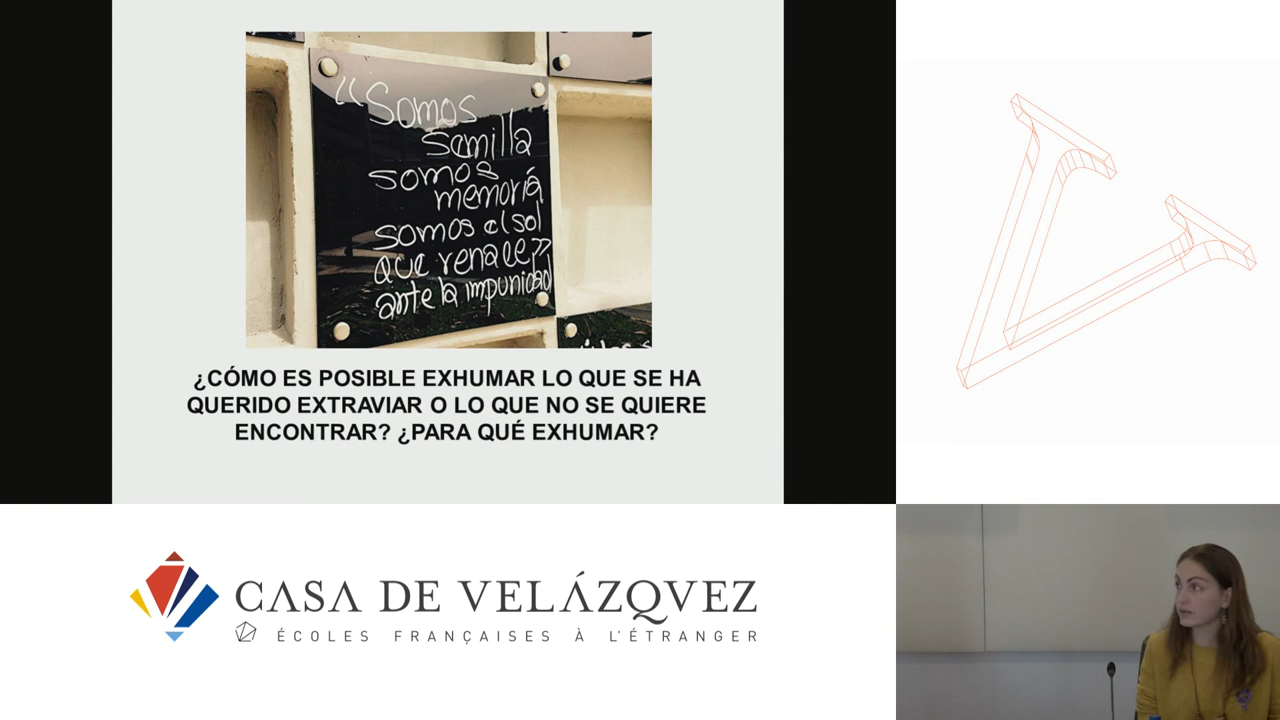 “Somos
semilla
somos
memoria
somos el sol
que renace”
ante la impunidad
¿CÓMO ES POSIBLE EXHUMAR LO QUE SE HA
QUERIDO EXTRAVIAR O LO QUE NO SE QUIERE
ENCONTRAR? ¿PARA QUÉ EXHUMAR?
CASA DE VELÁZQVEZ
ÉCOLES FRANÇAISES À L'ÉTRANGER